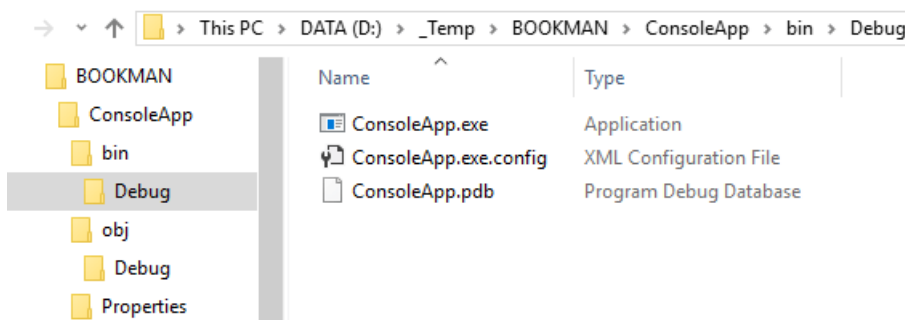 This PC > DATA (D:) > _Temp > BOOKMAN > ConsoleApp > bin > Debug
BOOKMAN
ConsoleApp
bin
Debug
obj
Debug
Properties
Name Type
ConsoleApp.exe Application
ConsoleApp.exe.config XML Configuration File
ConsoleApp.pdb Program Debug Database